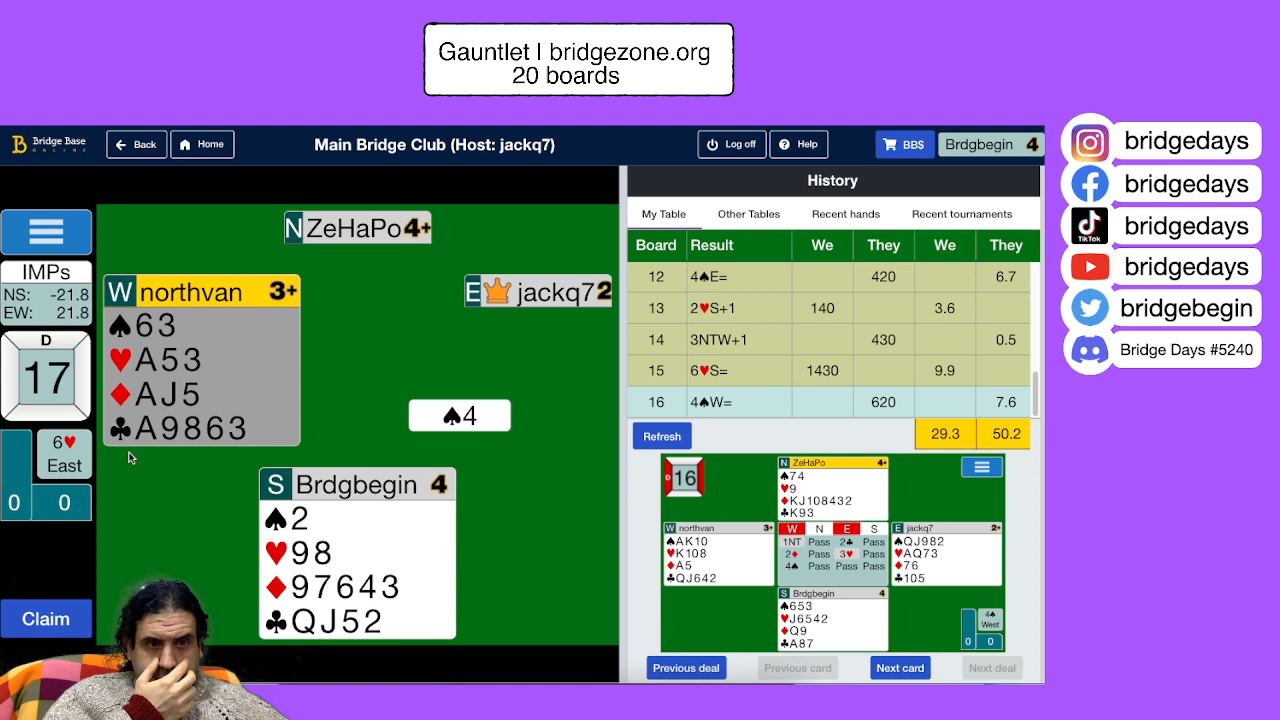 Gauntlet I bridgezone.org
20 boards
B Bridge Base
ONLINE
Back
Home
Main Bridge Club (Host: jackq7)
Log off
Help
BB$
Brdgbegin 4
IMPs
NS: -21.8
EW: 21.8
D
17
6♥
East
0 0
Claim
N ZeHaPo 4+
W northvan 3+
♠63
♥A53
♦AJ5
♣A9863
E jackq7 2
♠4
S Brdgbegin 4
♠2
♥98
♦97643
♣QJ52
History
My Table Other Tables Recent hands Recent tournaments
Board Result We They We They
12 4♠E= 420 6.7
13 2♥S+1 140 3.6
14 3NTW+1 430 0.5
15 6♥S= 1430 9.9
16 4♠W= 620 7.6
Refresh 29.3 50.2
D 16
N ZeHaPo 4+
♠74
♥9
♦KJ108432
♣K93
W northvan 3+
♠AK10
♥K108
♦A5
♣QJ642
W N E S
1NT Pass 2♣ Pass
2♦ Pass 3♥ Pass
4♠ Pass Pass Pass
E jackq7 2+
♠QJ982
♥AQ73
♦76
♣105
S Brdgbegin 4
♠653
♥J6542
♦Q9
♣A87
4♠
West
0 0
Previous deal Previous card Next card Next deal
bridgedays
bridgedays
TikTok
bridgedays
bridgedays
bridgebegin
Bridge Days #5240